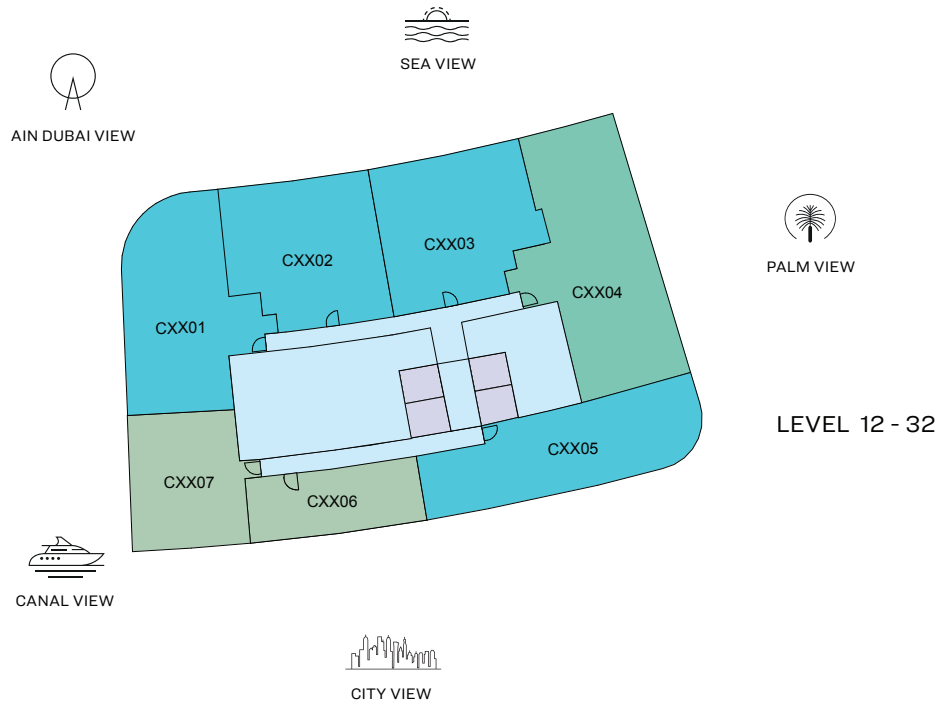 SEA VIEW
AIN DUBAI VIEW
PALM VIEW
CXX03
CXX02
CXX04
CXX01
LEVEL 12 - 32
CXX05
CXX07
CXX06
CANAL VIEW
CITY VIEW